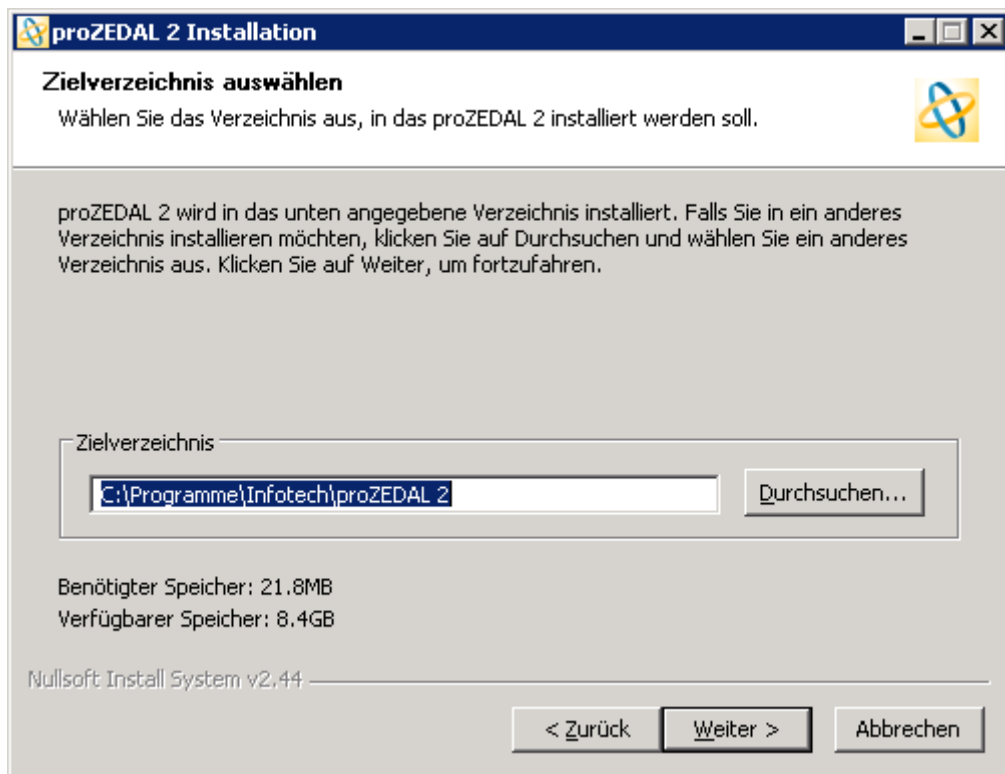 proZEDAL 2 Installation
Zielverzeichnis auswählen
Wählen Sie das Verzeichnis aus, in das proZEDAL 2 installiert werden soll.
proZEDAL 2 wird in das unten angegebene Verzeichnis installiert. Falls Sie in ein anderes
Verzeichnis installieren möchten, klicken Sie auf Durchsuchen und wählen Sie ein anderes
Verzeichnis aus. Klicken Sie auf Weiter, um fortzufahren.
Zielverzeichnis
C:\Programme\Infotech\proZEDAL 2
Durchsuchen...
Benötigter Speicher: 21.8MB
Verfügbarer Speicher: 8.4GB
Nullsoft Install System v2.44
< Zurück
Weiter >
Abbrechen